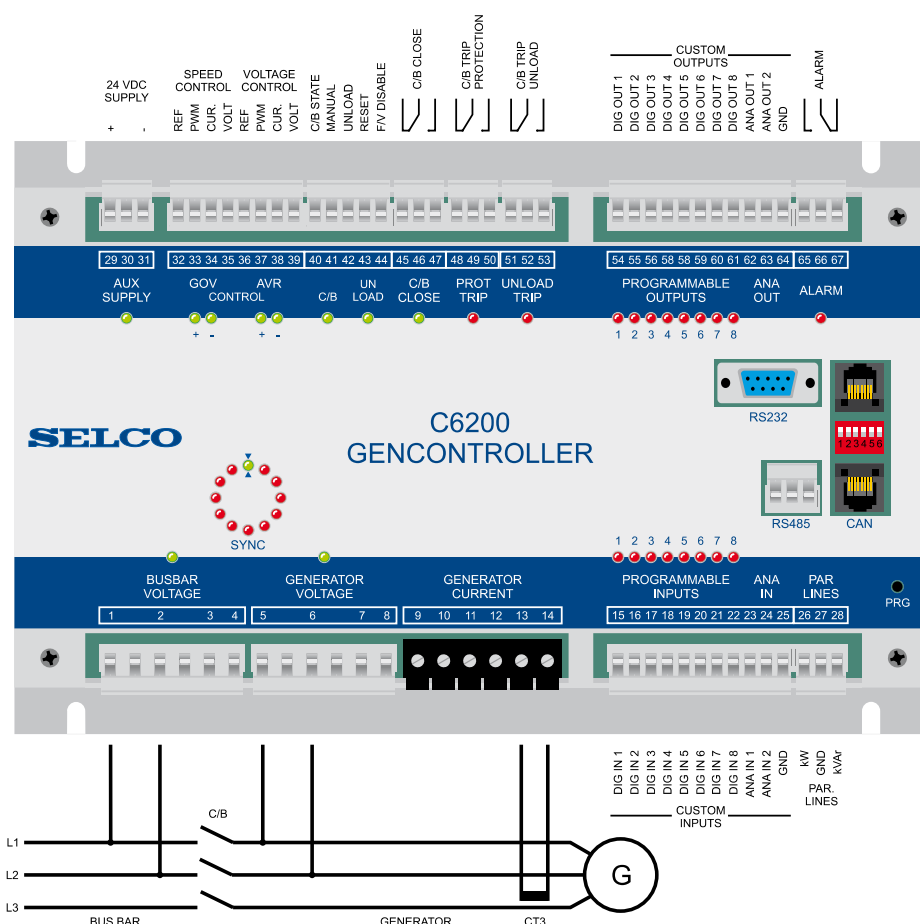 24 VDC
SUPPLY
+ -
SPEED
CONTROL
VOLTAGE
CONTROL
REF
PWM
CUR.
VOLT
REF
PWM
CUR.
VOLT
C/B STATE
MANUAL
UNLOAD
RESET
F/V DISABLE
C/B CLOSE
C/B TRIP
PROTECTION
C/B TRIP
UNLOAD
CUSTOM
OUTPUTS
DIG OUT 1
DIG OUT 2
DIG OUT 3
DIG OUT 4
DIG OUT 5
DIG OUT 6
DIG OUT 7
DIG OUT 8
ANA OUT 1
ANA OUT 2
GND
ALARM
29 30 31
32 33 34 35 36 37 38 39
40 41 42 43 44
45 46 47
48 49 50
51 52 53
54 55 56 57 58 59 60 61 62 63 64
65 66 67
AUX
SUPPLY
GOV AVR
CONTROL
C/B
UN
LOAD
C/B
CLOSE
PROT
TRIP
UNLOAD
TRIP
PROGRAMMABLE
OUTPUTS
ANA
OUT
ALARM
+ - + -
1 2 3 4 5 6 7 8
SELCO
C6200
GENCONTROLLER
RS232
1 2 3 4 5 6
RS485
CAN
SYNC
1 2 3 4 5 6 7 8
BUSBAR
VOLTAGE
GENERATOR
VOLTAGE
GENERATOR
CURRENT
PROGRAMMABLE
INPUTS
ANA
IN
PAR
LINES
PRG
1 2 3 4
5 6 7 8
9 10 11 12 13 14
15 16 17 18 19 20 21 22 23 24 25
26 27 28
DIG IN 1
DIG IN 2
DIG IN 3
DIG IN 4
DIG IN 5
DIG IN 6
DIG IN 7
DIG IN 8
ANA IN 1
ANA IN 2
GND
kW
GND
kVAr
CUSTOM
INPUTS
PAR.
LINES
C/B
L1
L2
L3
G
BUS BAR
GENERATOR
CT3